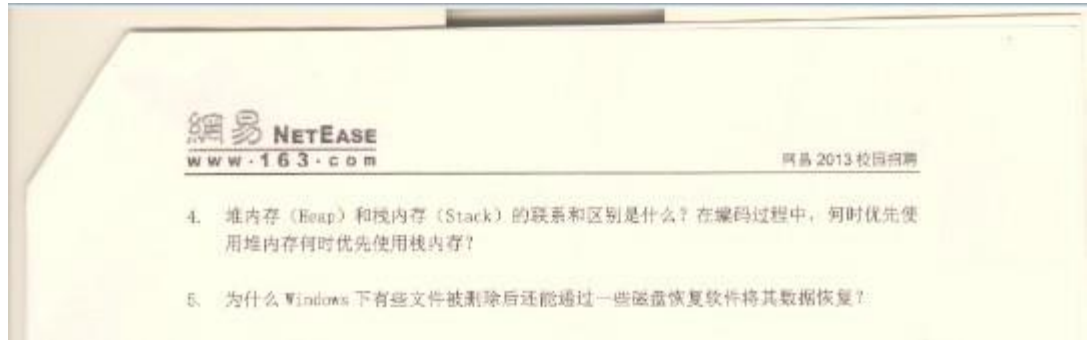 網易 NETEASE
www.163.com
网易 2013 校园招聘
4. 堆内存（Heap）和栈内存（Stack）的联系和区别是什么？在编码过程中，何时优先使
用堆内存何时优先使用栈内存？
5. 为什么 Windows 下有些文件被删除后还能通过一些磁盘恢复软件将其数据恢复？